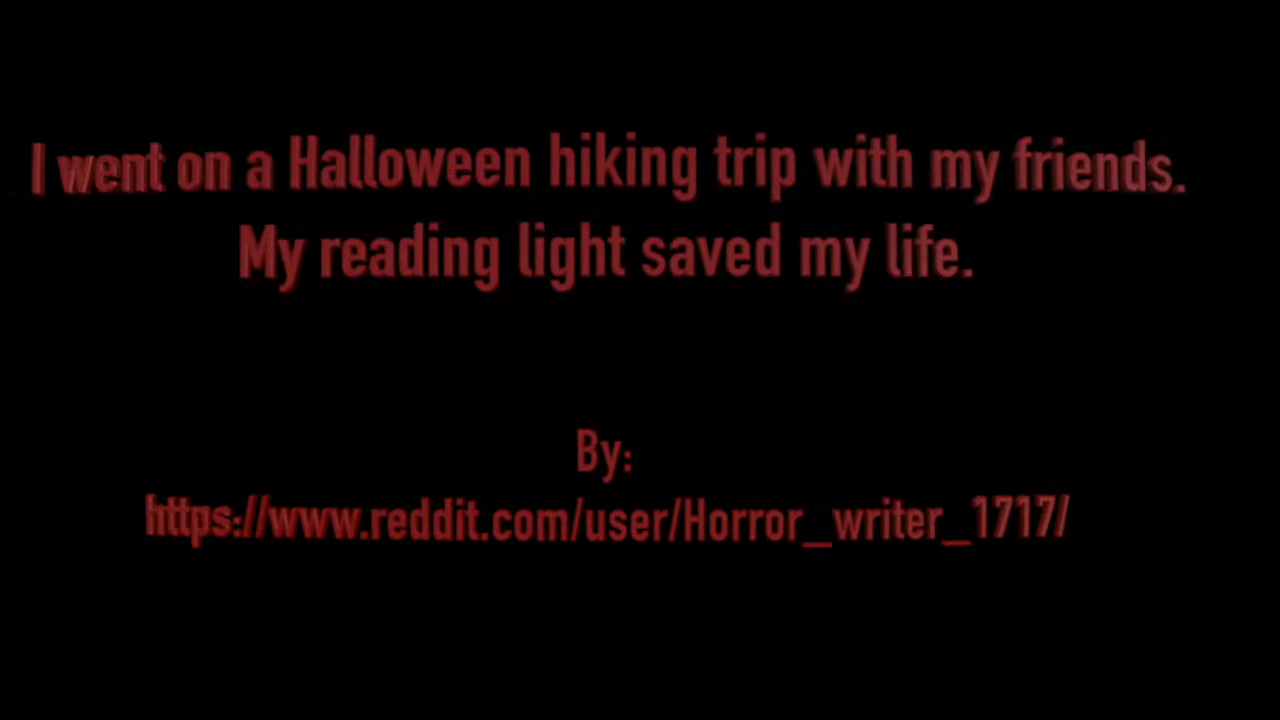 I went on a Halloween hiking trip with my friends.
My reading light saved my life.
By:
https://www.reddit.com/user/Horror_writer_1717/